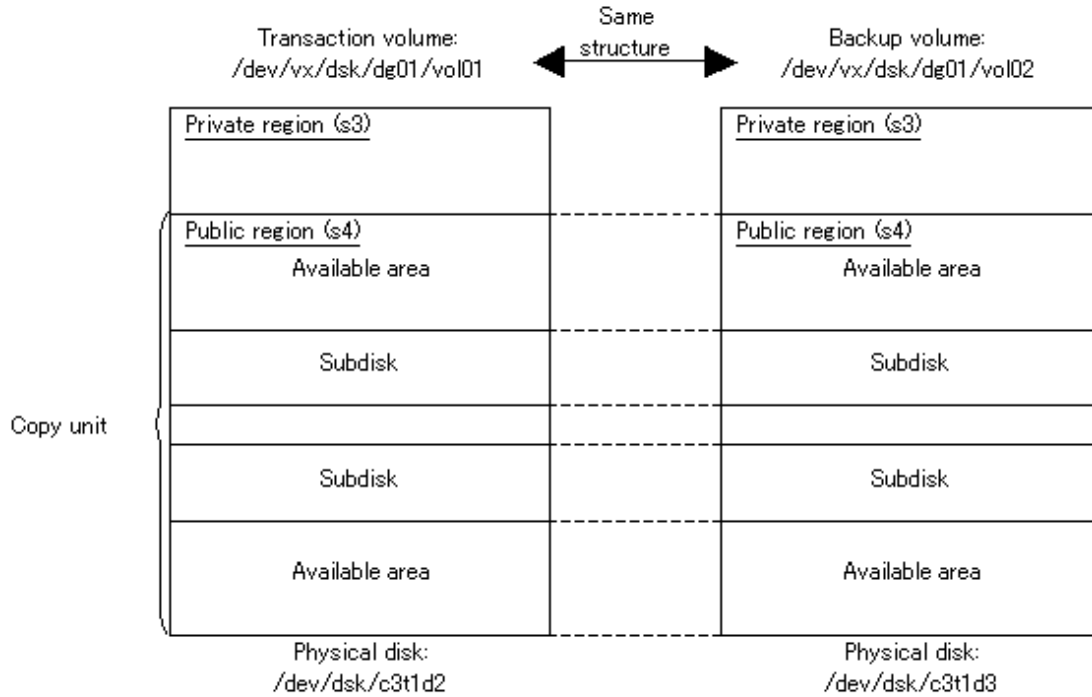 Transaction volume:
/dev/vx/dsk/dg01/vol01
Same
structure
Backup volume:
/dev/vx/dsk/dg01/vol02
Private region (s3)
Private region (s3)
Public region (s4)
Public region (s4)
Available area
Available area
Subdisk
Subdisk
Copy unit
Subdisk
Subdisk
Available area
Available area
Physical disk:
/dev/dsk/c3t1d2
Physical disk:
/dev/dsk/c3t1d3